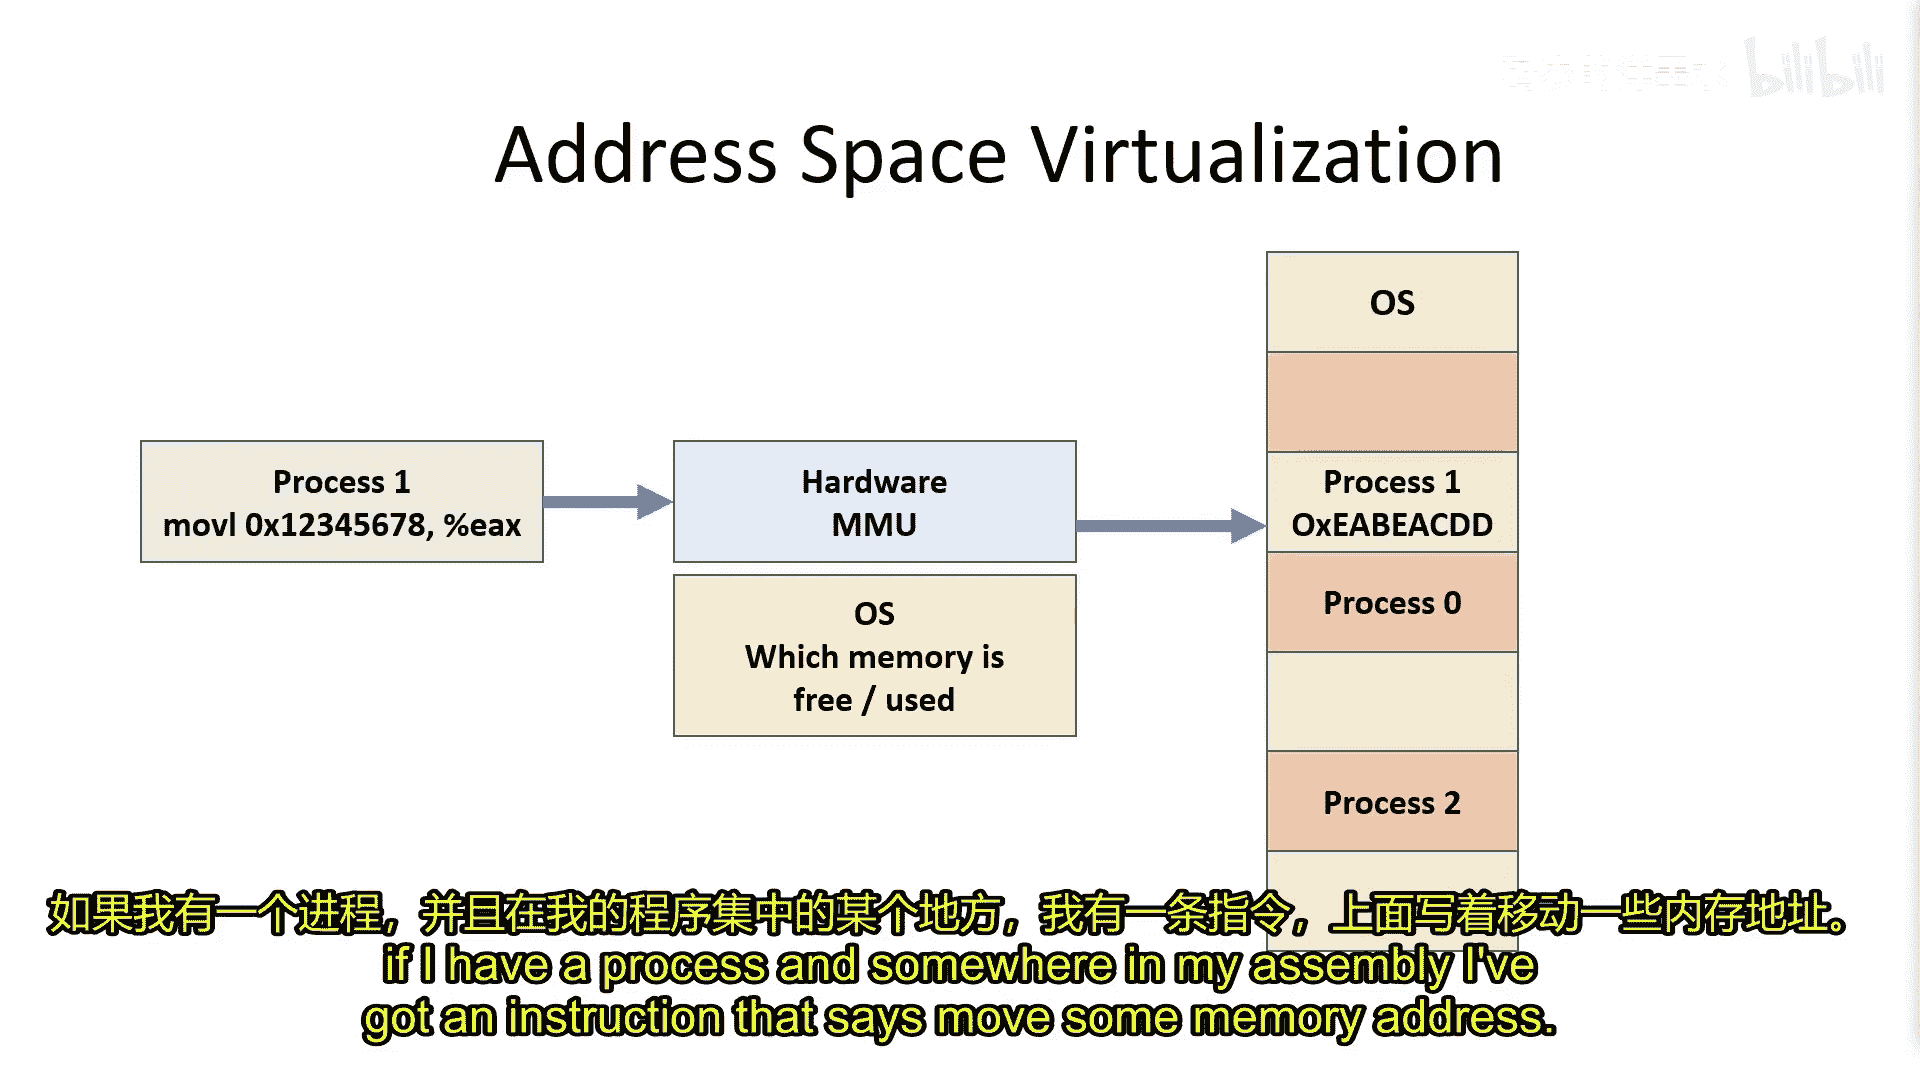 bilibili
Address Space Virtualization
OS
Process 1
movl 0x12345678, %eax
Hardware
MMU
Process 1
OxEABEACDD
OS
Which memory is
free / used
Process 0
Process 2
如果我有一个进程，并且在我的程序集中的某个地方，我有一条指令，上面写着移动一些内存地址。
if I have a process and somewhere in my assembly I've
got an instruction that says move some memory address.